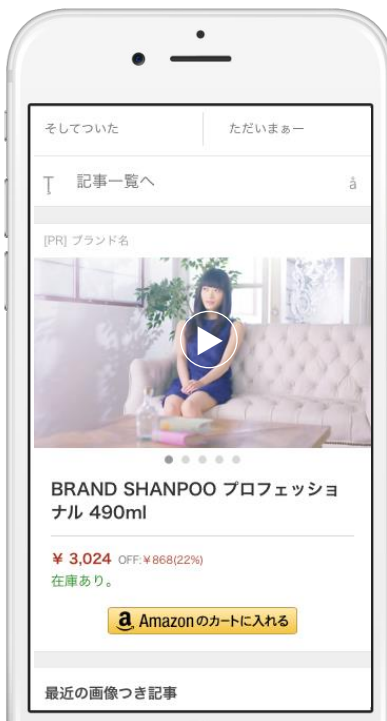 そしてついた
ただいまぁー
Ţ 記事一覧へ å
[PR] ブランド名
BRAND SHANPOO プロフェッショ
ナル 490ml
¥ 3,024 OFF:¥868(22%)
在庫あり。
a Amazonのカートに入れる
最近の画像つき記事